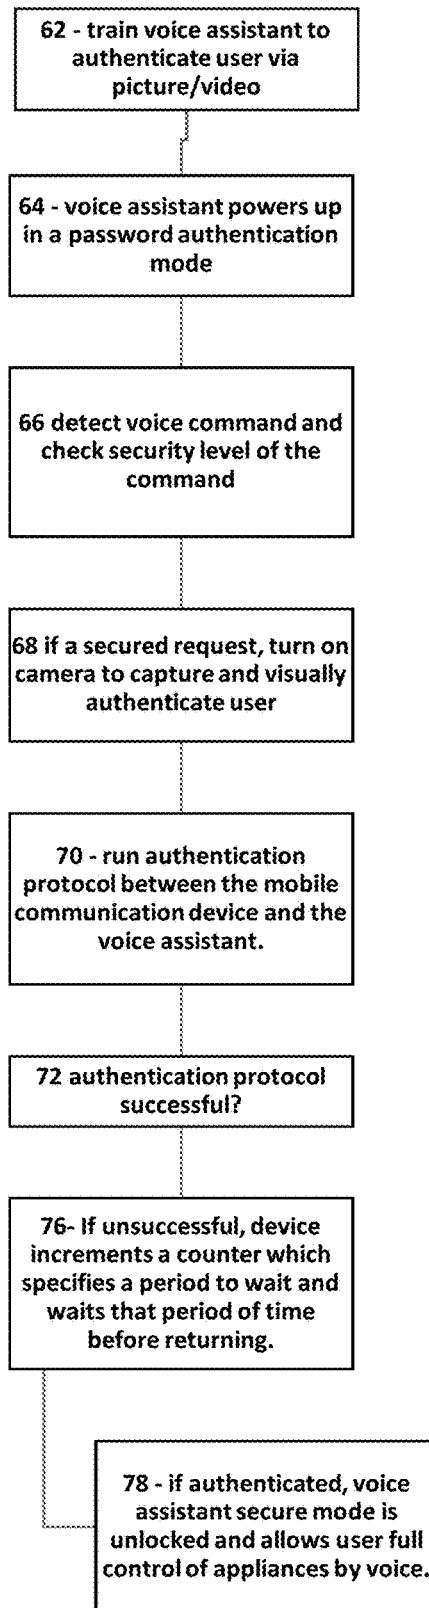 62 - train voice assistant to
authenticate user via
picture/video
64 - voice assistant powers up
in a password authentication
mode
66 detect voice command and
check security level of the
command
68 if a secured request, turn on
camera to capture and visually
authenticate user
70 - run authentication
protocol between the mobile
communication device and the
voice assistant.
72 authentication protocol
successful?
76- If unsuccessful, device
increments a counter which
specifies a period to wait and
waits that period of time
before returning.
78 - if authenticated, voice
assistant secure mode is
unlocked and allows user full
control of appliances by voice.